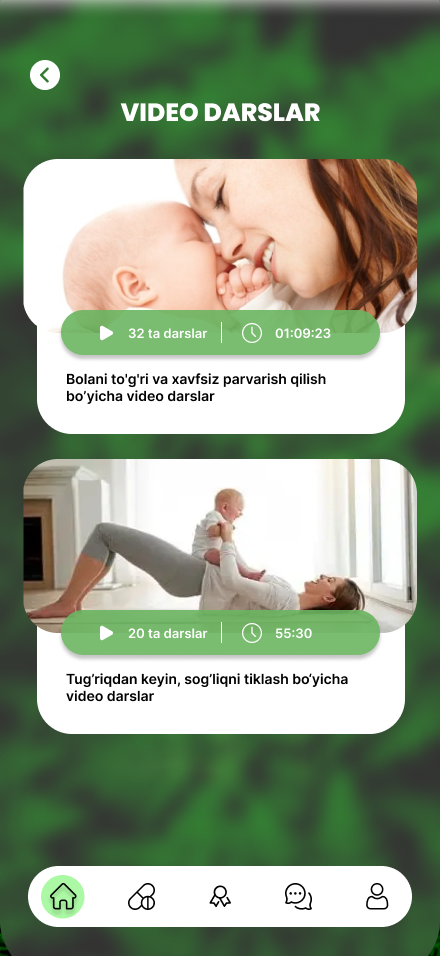 VIDEO DARSLAR
32 ta darslar
01:09:23
Bolani to'g'ri va xavfsiz parvarish qilish
bo’yicha video darslar
20 ta darslar
55:30
Tug’riqdan keyin, sog’liqni tiklash bo‘yicha
video darslar